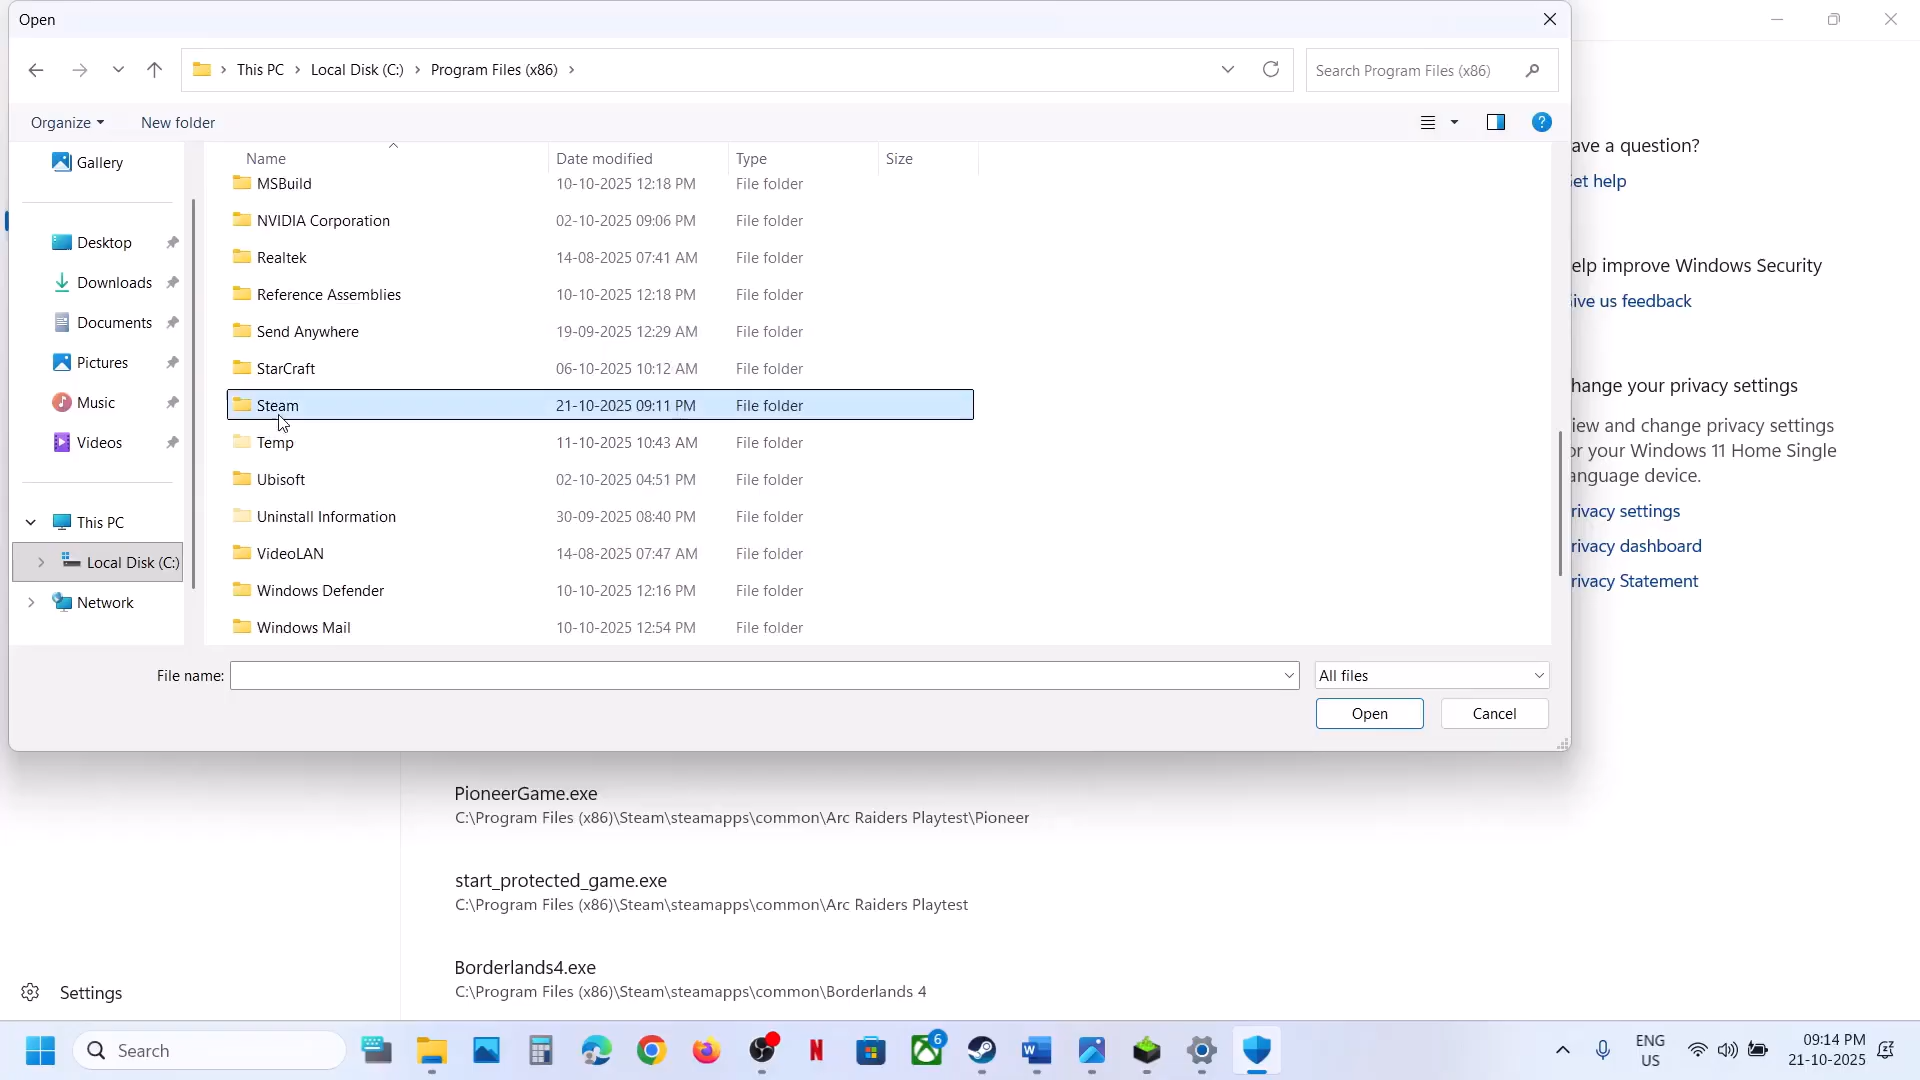 Open
This PC
Local Disk (C:)
Program Files (x86)
Search Program Files (x86)
Organize
New folder
Gallery
Desktop
Downloads
Documents
Pictures
Music
Videos
This PC
Local Disk (C:)
Network
Name Date modified Type Size
MSBuild 10-10-2025 12:18 PM File folder
NVIDIA Corporation 02-10-2025 09:06 PM File folder
Realtek 14-08-2025 07:41 AM File folder
Reference Assemblies 10-10-2025 12:18 PM File folder
Send Anywhere 19-09-2025 12:29 AM File folder
StarCraft 06-10-2025 10:12 AM File folder
Steam 21-10-2025 09:11 PM File folder
Temp 11-10-2025 10:43 AM File folder
Ubisoft 02-10-2025 04:51 PM File folder
Uninstall Information 30-09-2025 08:40 PM File folder
VideoLAN 14-08-2025 07:47 AM File folder
Windows Defender 10-10-2025 12:16 PM File folder
Windows Mail 10-10-2025 12:54 PM File folder
File name:
All files
Open
Cancel
ave a question?
et help
elp improve Windows Security
ive us feedback
hange your privacy settings
iew and change privacy settings
or your Windows 11 Home Single
anguage device.
rivacy settings
rivacy dashboard
rivacy Statement
PioneerGame.exe
C:\Program Files (x86)\Steam\steamapps\common\Arc Raiders Playtest\Pioneer
start_protected_game.exe
C:\Program Files (x86)\Steam\steamapps\common\Arc Raiders Playtest
Borderlands4.exe
C:\Program Files (x86)\Steam\steamapps\common\Borderlands 4
Settings
Search
6
ENG
US
09:14 PM
21-10-2025